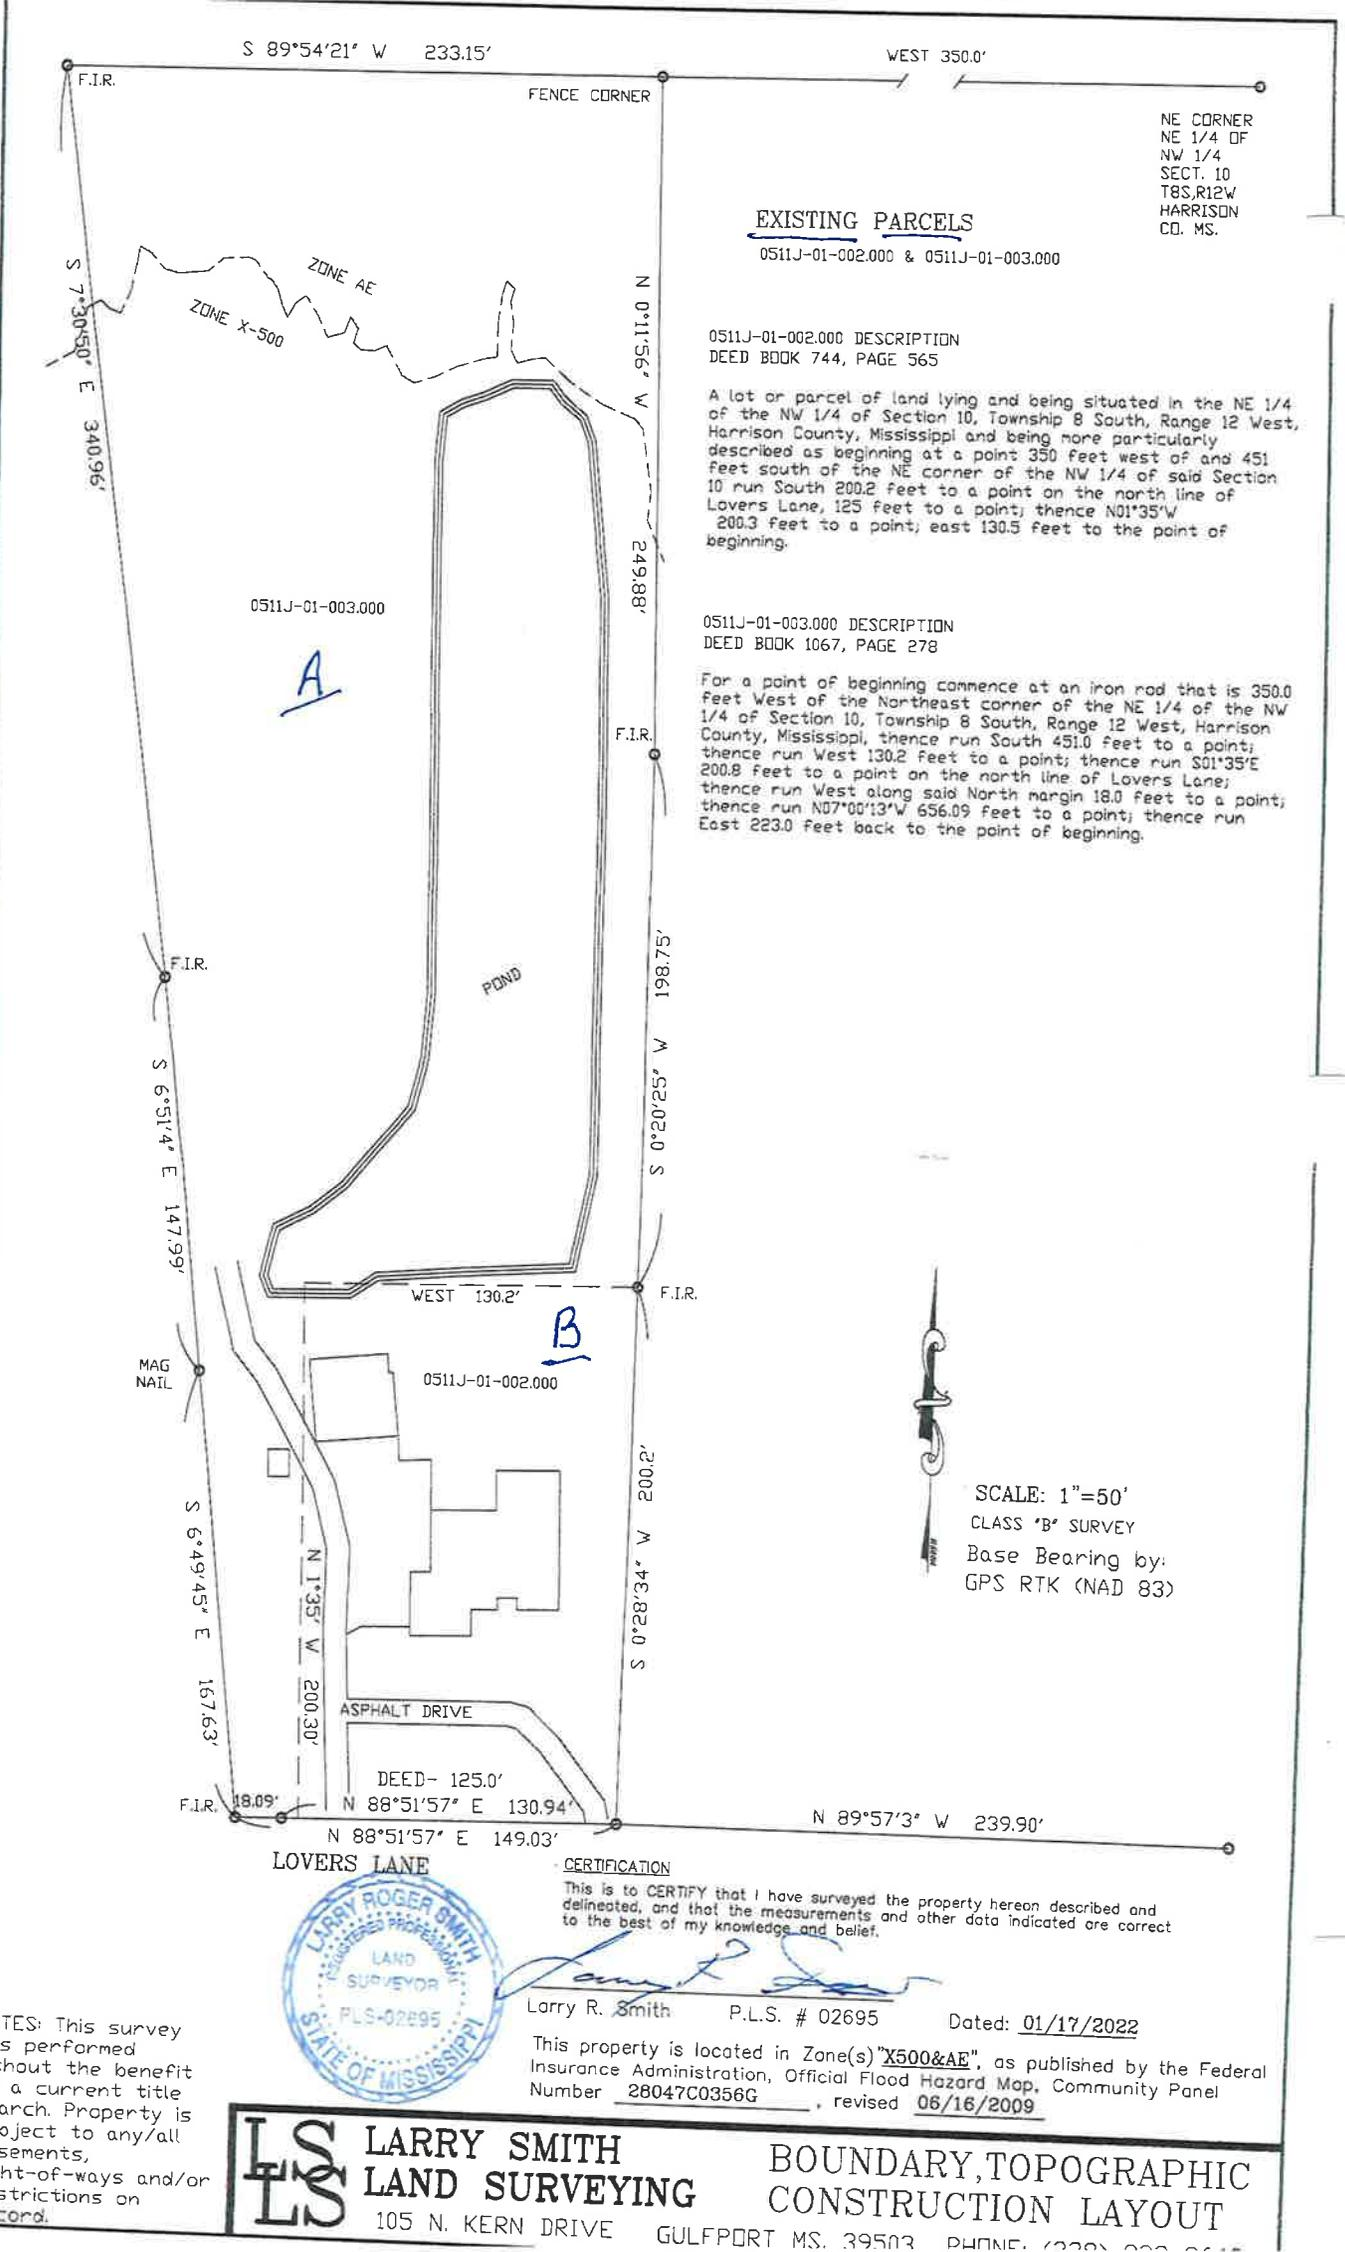 S 89°54'21" W 233.15'
WEST 350.0'
F.I.R.
FENCE CORNER
NE CORNER
NE 1/4 OF
NW 1/4
SECT. 10
T8S,R12W
HARRISON
CO. MS.
EXISTING PARCELS
0511J-01-002.000 & 0511J-01-003.000
ZONE AE
ZONE X-500
S 7°30'50" E 340.96'
N 0°11'56" W 249.88'
0511J-01-002.000 DESCRIPTION
DEED BOOK 744, PAGE 565
A lot or parcel of land lying and being situated in the NE 1/4
of the NW 1/4 of Section 10, Township 8 South, Range 12 West,
Harrison County, Mississippi and being more particularly
described as beginning at a point 350 feet west of and 451
feet south of the NE corner of the NW 1/4 of said Section
10 run South 200.2 feet to a point on the north line of
Lovers Lane, 125 feet to a point; thence N01°35'W
200.3 feet to a point; east 130.5 feet to the point of
beginning.
0511J-01-003.000
A
0511J-01-003.000 DESCRIPTION
DEED BOOK 1067, PAGE 278
For a point of beginning commence at an iron rod that is 350.0
feet West of the Northeast corner of the NE 1/4 of the NW
1/4 of Section 10, Township 8 South, Range 12 West, Harrison
County, Mississippi, thence run South 451.0 feet to a point;
thence run West 130.2 feet to a point; thence run S01°35'E
200.8 feet to a point on the north line of Lovers Lane;
thence run West along said North margin 18.0 feet to a point;
thence run N07°00'13"W 656.09 feet to a point; thence run
East 223.0 feet back to the point of beginning.
F.I.R.
F.I.R.
POND
S 0°20'25" W 198.75'
S 6°51'4" E 147.99'
WEST 130.2'
F.I.R.
B
MAG
NAIL
0511J-01-002.000
S 0°28'34" W 200.2'
S 6°49'45" E 167.63'
N 1°35' W 200.30'
SCALE: 1"=50'
CLASS "B" SURVEY
Base Bearing by:
GPS RTK (NAD 83)
ASPHALT DRIVE
DEED- 125.0'
F.I.R. 18.09'
N 88°51'57" E 130.94'
N 88°51'57" E 149.03'
N 89°57'3" W 239.90'
LOVERS LANE
CERTIFICATION
This is to CERTIFY that I have surveyed the property hereon described and
delineated, and that the measurements and other data indicated are correct
to the best of my knowledge and belief.
LARRY ROGER SMITH
REGISTERED PROFESSIONAL
LAND
SURVEYOR
PLS-02695
STATE OF MISSISSIPPI
Larry R. Smith
Larry R. Smith P.L.S. # 02695 Dated: 01/17/2022
This property is located in Zone(s) "X500&AE", as published by the Federal
Insurance Administration, Official Flood Hazard Map, Community Panel
Number 28047C0356G, revised 06/16/2009
TES: This survey
s performed
hout the benefit
a current title
arch. Property is
oject to any/all
sements,
ht-of-ways and/or
strictions on
cord.
LS
LS
LARRY SMITH
LAND SURVEYING
105 N. KERN DRIVE GULFPORT MS. 39503 PHONE:
BOUNDARY,TOPOGRAPHIC
CONSTRUCTION LAYOUT